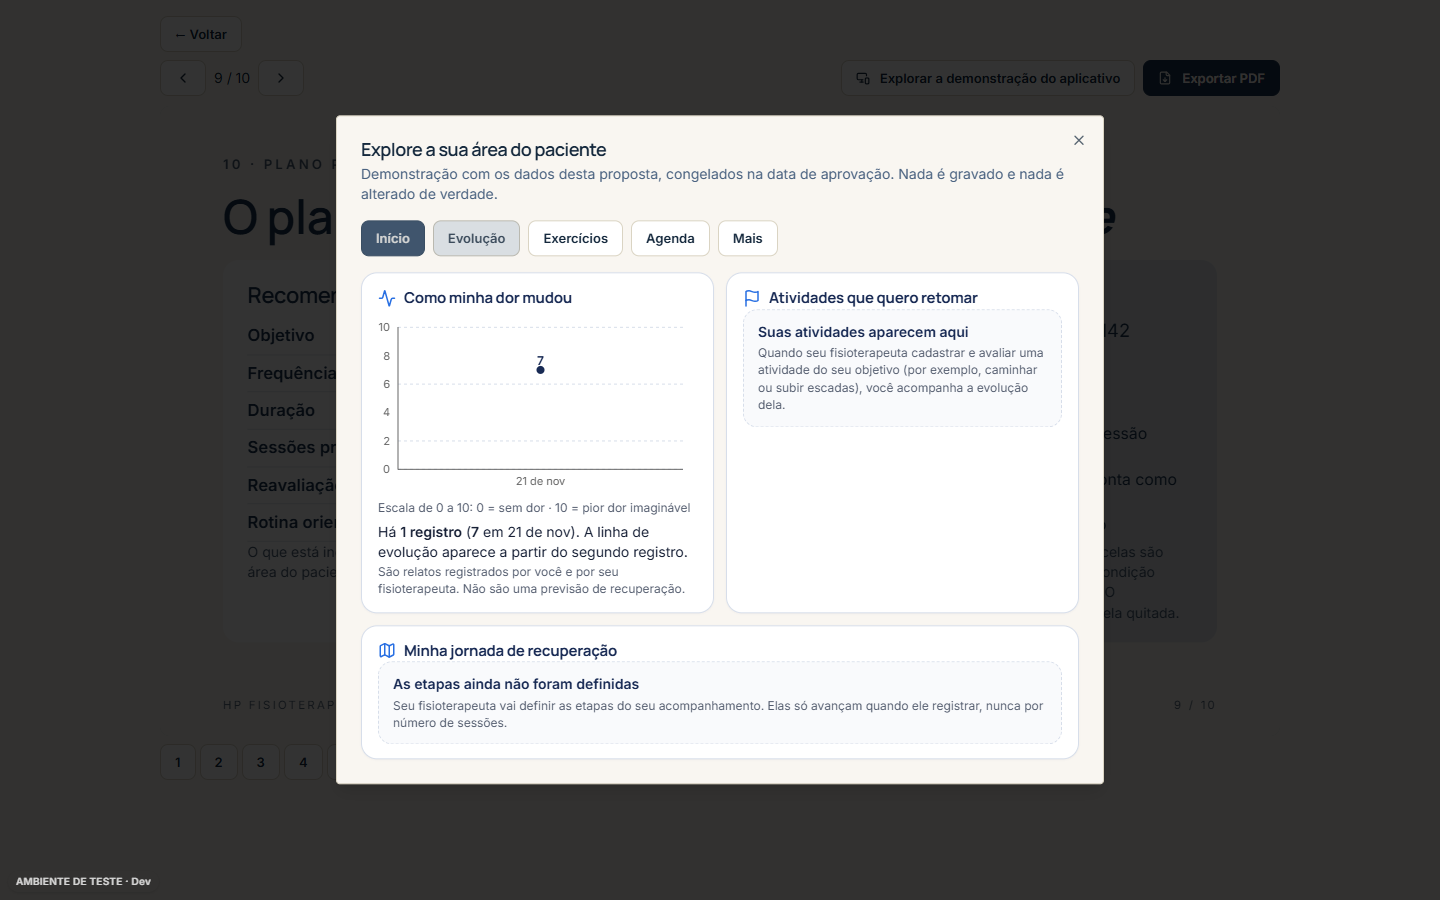 ← Voltar
9 / 10
Explorar a demonstração do aplicativo
Exportar PDF
10 · PLANO
O pla
Recomen
Objetivo
Frequência
Duração
Sessões pr
Reavaliaçã
Rotina orien
O que está in
área do pacie
142
essão
onta como
celas são
ondição
O
ela quitada.
HP FISIOTERAP
9 / 10
1
2
3
4
Explore a sua área do paciente
Demonstração com os dados desta proposta, congelados na data de aprovação. Nada é gravado e nada é
alterado de verdade.
Início
Evolução
Exercícios
Agenda
Mais
Como minha dor mudou
10
8
6
4
2
0
7
21 de nov
Escala de 0 a 10: 0 = sem dor · 10 = pior dor imaginável
Há 1 registro (7 em 21 de nov). A linha de
evolução aparece a partir do segundo registro.
São relatos registrados por você e por seu
fisioterapeuta. Não são uma previsão de recuperação.
Atividades que quero retomar
Suas atividades aparecem aqui
Quando seu fisioterapeuta cadastrar e avaliar uma
atividade do seu objetivo (por exemplo, caminhar
ou subir escadas), você acompanha a evolução
dela.
Minha jornada de recuperação
As etapas ainda não foram definidas
Seu fisioterapeuta vai definir as etapas do seu acompanhamento. Elas só avançam quando ele registrar, nunca por
número de sessões.
AMBIENTE DE TESTE · Dev